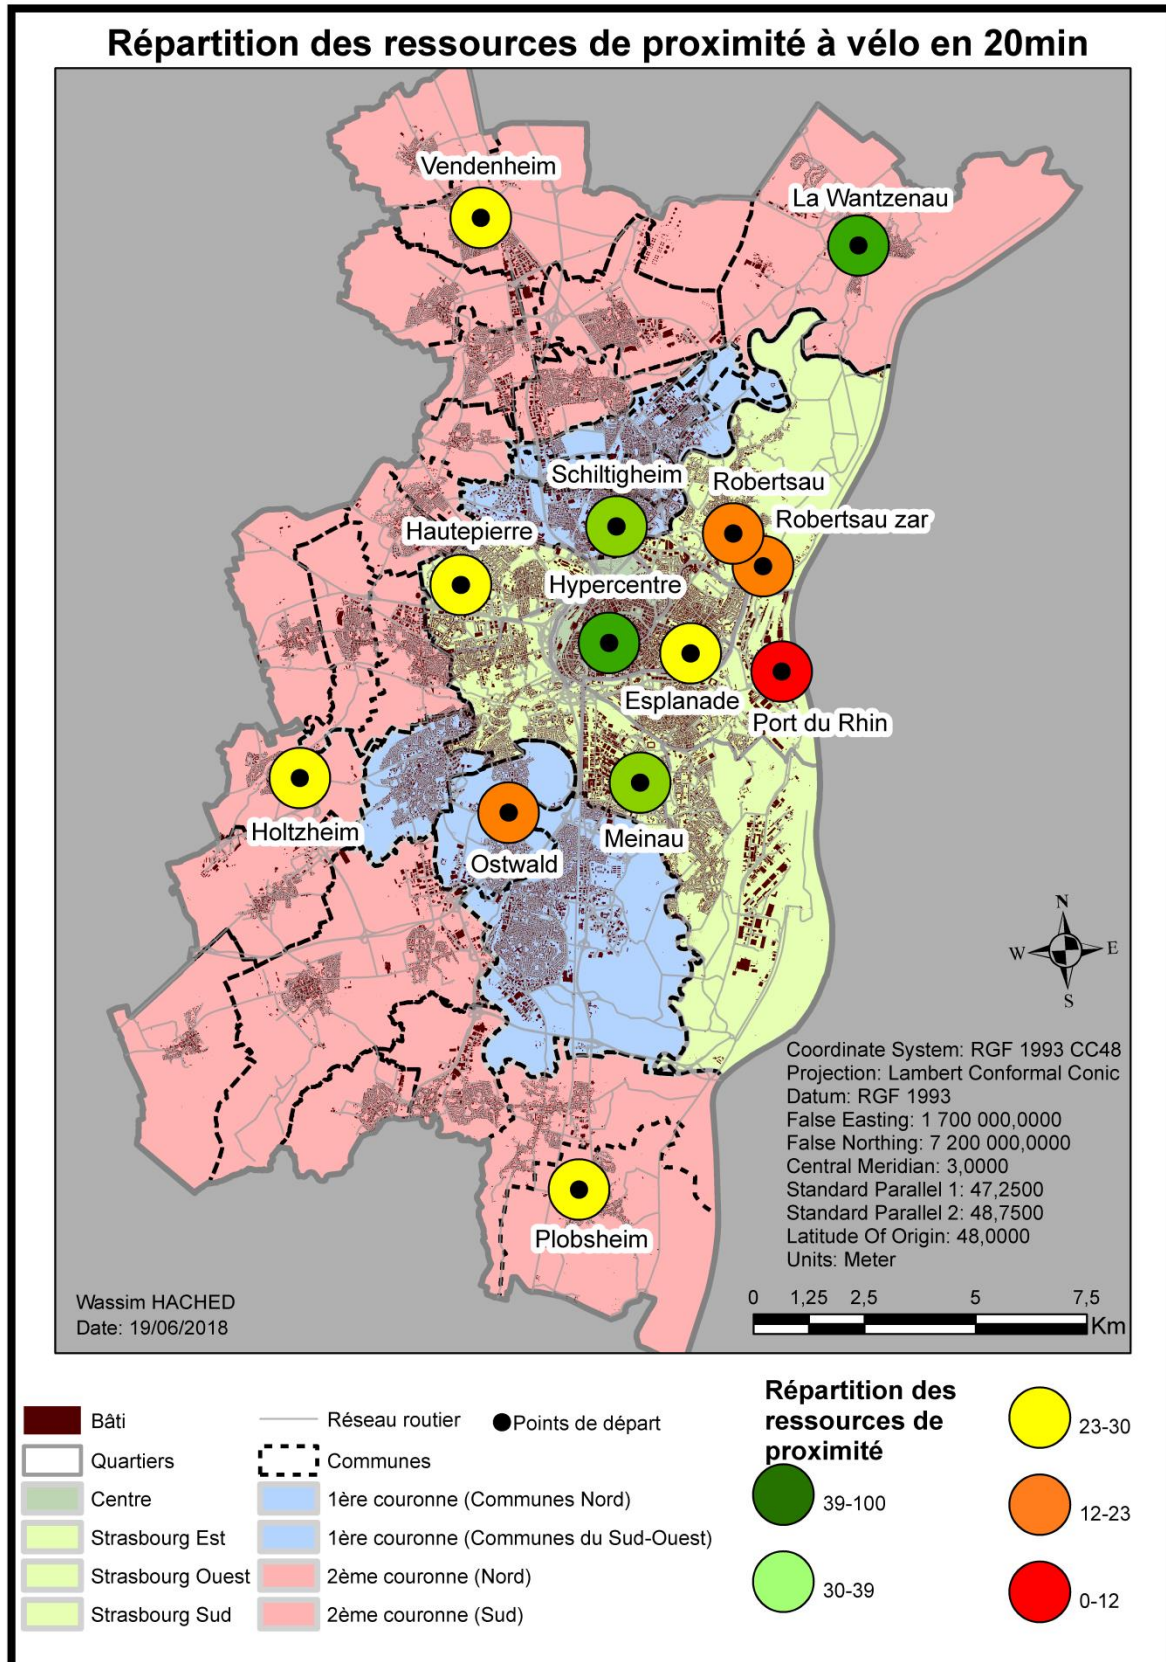 Répartition des ressources de proximité à vélo en 20min
Vendenheim
La Wantzenau
Schiltigheim
Robertsau
Robertsau zar
Hautepierre
Hypercentre
Esplanade
Port du Rhin
Holtzheim
Ostwald
Meinau
Plobsheim
N
W
E
S
Coordinate System: RGF 1993 CC48
Projection: Lambert Conformal Conic
Datum: RGF 1993
False Easting: 1 700 000,0000
False Northing: 7 200 000,0000
Central Meridian: 3,0000
Standard Parallel 1: 47,2500
Standard Parallel 2: 48,7500
Latitude Of Origin: 48,0000
Units: Meter
0 1,25 2,5 5 7,5
Km
Wassim HACHED
Date: 19/06/2018
Bâti
Quartiers
Centre
Strasbourg Est
Strasbourg Ouest
Strasbourg Sud
Réseau routier
Points de départ
Communes
1ère couronne (Communes Nord)
1ère couronne (Communes du Sud-Ouest)
2ème couronne (Nord)
2ème couronne (Sud)
Répartition des
ressources de
proximité
39-100
30-39
23-30
12-23
0-12